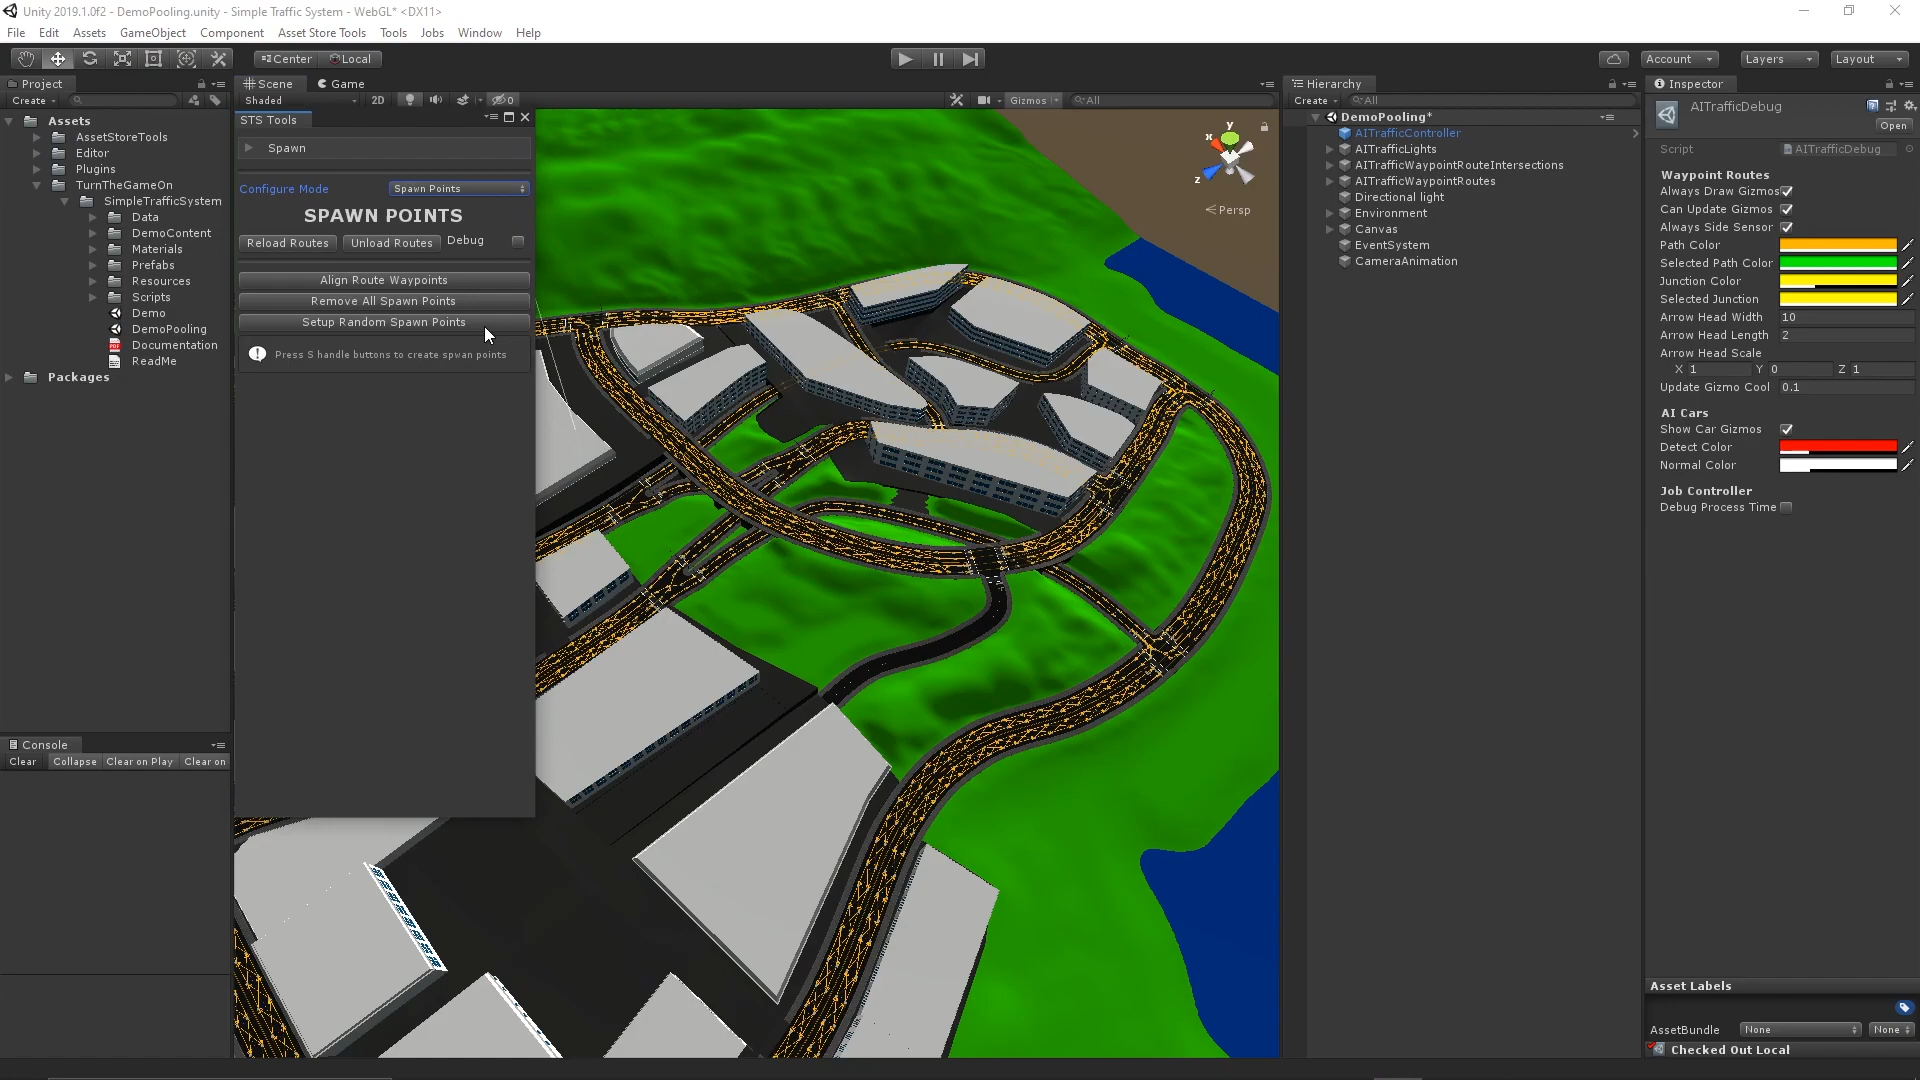 Unity 2019.1.0f2 - DemoPooling.unity - Simple Traffic System - WebGL* <DX11>
File Edit Assets GameObject Component Asset Store Tools Tools Jobs Window Help
Center Local
Account Layers Layout
Project
Create
Assets
AssetStoreTools
Editor
Plugins
TurnTheGameOn
SimpleTrafficSystem
Data
DemoContent
Materials
Prefabs
Resources
Scripts
Demo
DemoPooling
Documentation
ReadMe
Packages
Console
Clear Collapse Clear on Play Clear on
Scene Game
Shaded 2D 0 Gizmos All
STS Tools
Spawn
Configure Mode Spawn Points
SPAWN POINTS
Reload Routes Unload Routes Debug
Align Route Waypoints
Remove All Spawn Points
Setup Random Spawn Points
Press S handle buttons to create spwan points
y
x
z
Persp
Hierarchy
Create All
DemoPooling*
AITrafficController
AITrafficLights
AITrafficWaypointRouteIntersections
AITrafficWaypointRoutes
Directional light
Environment
Canvas
EventSystem
CameraAnimation
Inspector
AITrafficDebug
Open
Script AITrafficDebug
Waypoint Routes
Always Draw Gizmos
Can Update Gizmos
Always Side Sensor
Path Color
Selected Path Color
Junction Color
Selected Junction
Arrow Head Width 10
Arrow Head Length 2
Arrow Head Scale
X 1 Y 0 Z 1
Update Gizmo Cool 0.1
AI Cars
Show Car Gizmos
Detect Color
Normal Color
Job Controller
Debug Process Time
Asset Labels
AssetBundle None None
Checked Out Local